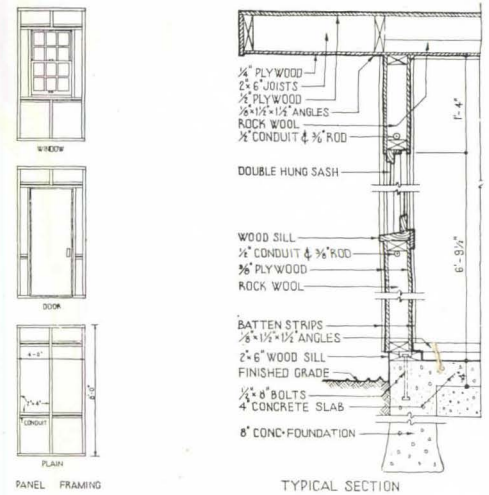 WINDOW
DOOR
4'-0"
2"×4"
8'-0"
CONDUIT
PLAIN
PANEL FRAMING
¼" PLYWOOD
2"×6" JOISTS
½" PLYWOOD
⅛×1½"×1½" ANGLES
ROCK WOOL
½" CONDUIT & ⅜" ROD
DOUBLE HUNG SASH
WOOD SILL
½" CONDUIT & ⅜" ROD
⅜" PLYWOOD
ROCK WOOL
BATTEN STRIPS
⅛"×1½"×1½" ANGLES
2"×6" WOOD SILL
FINISHED GRADE
½"×8" BOLTS
4" CONCRETE SLAB
8" CONC. FOUNDATION
1'-4"
6'-9½"
4"
TYPICAL SECTION